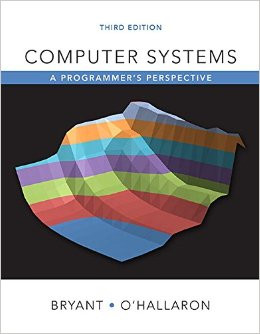 THIRD EDITION
COMPUTER SYSTEMS
A PROGRAMMER'S PERSPECTIVE
BRYANT • O'HALLARON